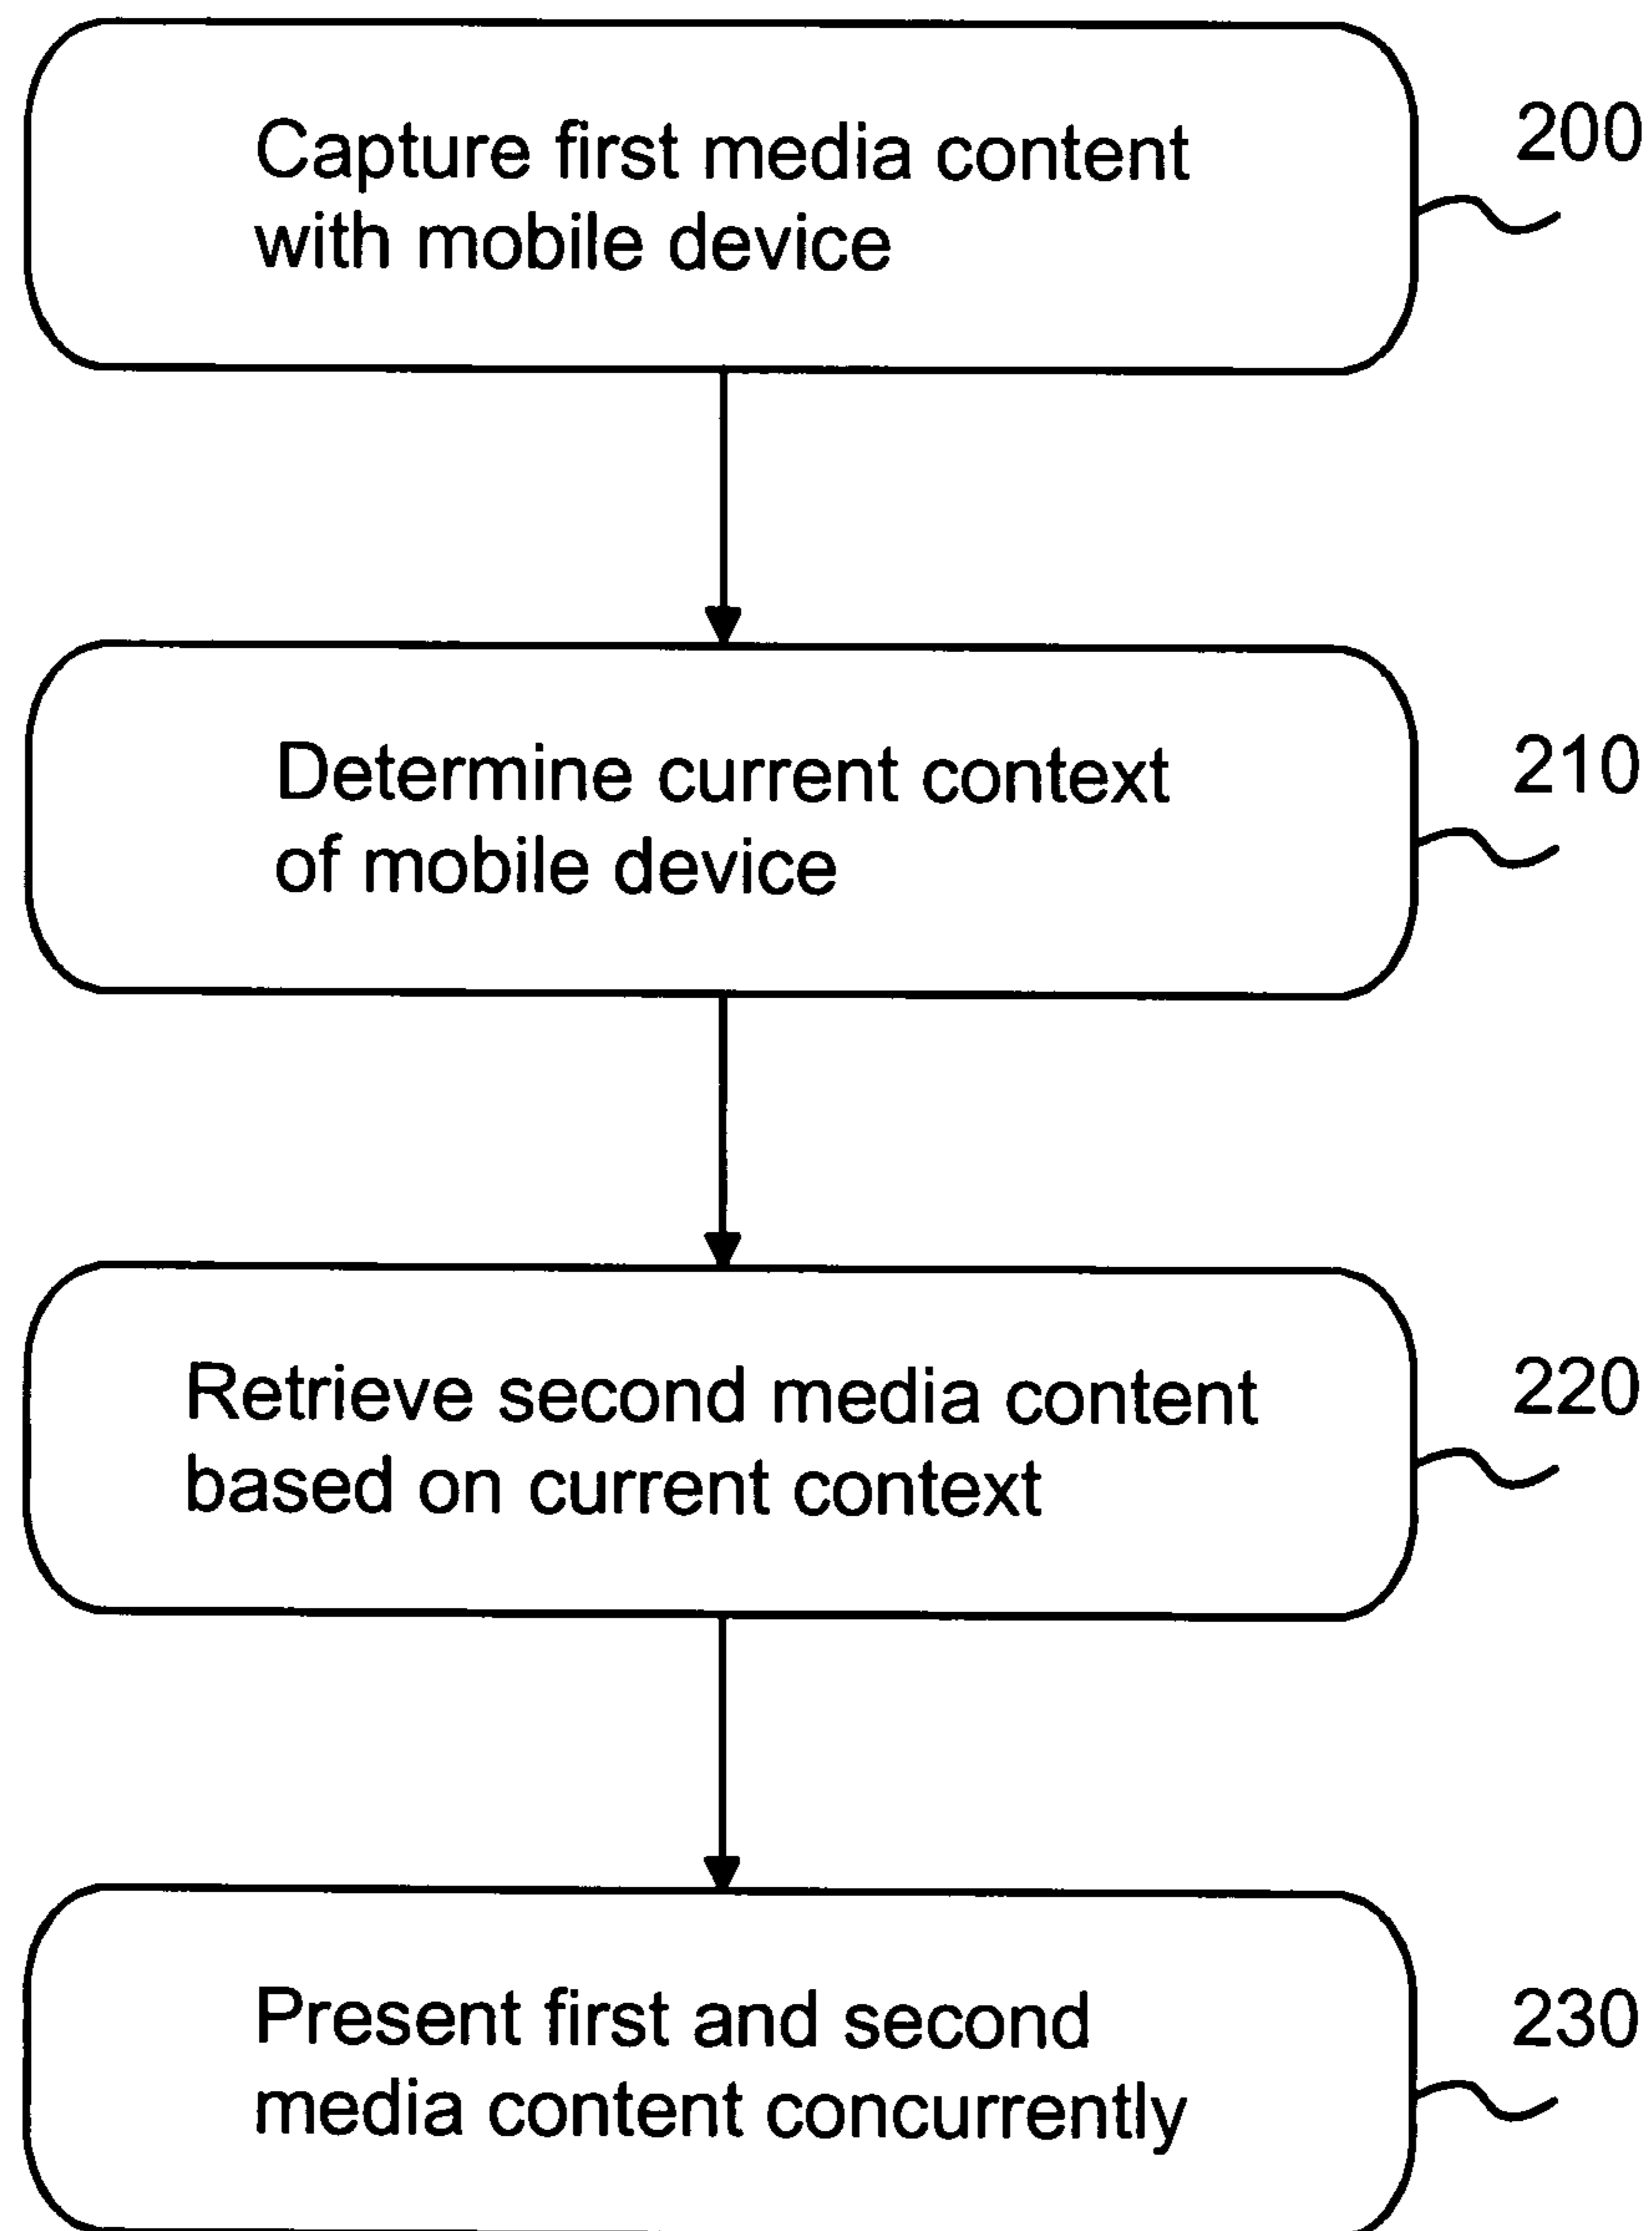 Capture first media content
with mobile device
200
Determine current context
of mobile device
210
Retrieve second media content
based on current context
220
Present first and second
media content concurrently
230